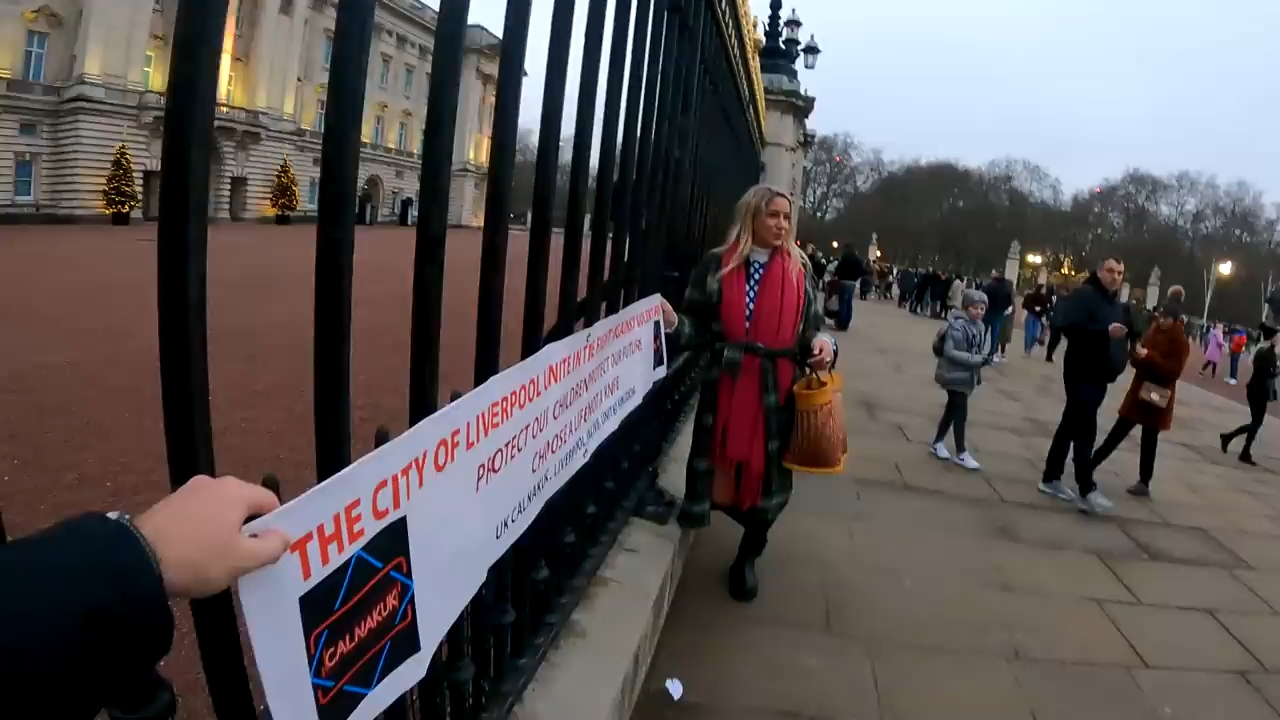 THE CITY OF LIVERPOOL UNITE IN THE FIGHT AGAINST
PROTECT OUR CHILDREN PROTECT OUR FUTURE
CHOOSE A LIFE NOT A KNIFE
UK CALNAKUK, LIVERPOOL, UNITED KINGDOM
CALNAKUK